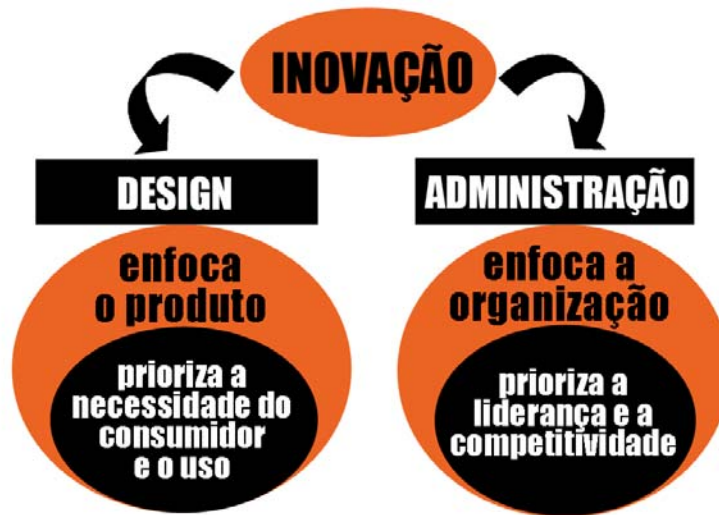 INOVAÇÃO
DESIGN
enfoca
o produto
prioriza a
necessidade do
consumidor
e o uso
ADMINISTRAÇÃO
enfoca a
organização
prioriza a
liderança e a
competitividade